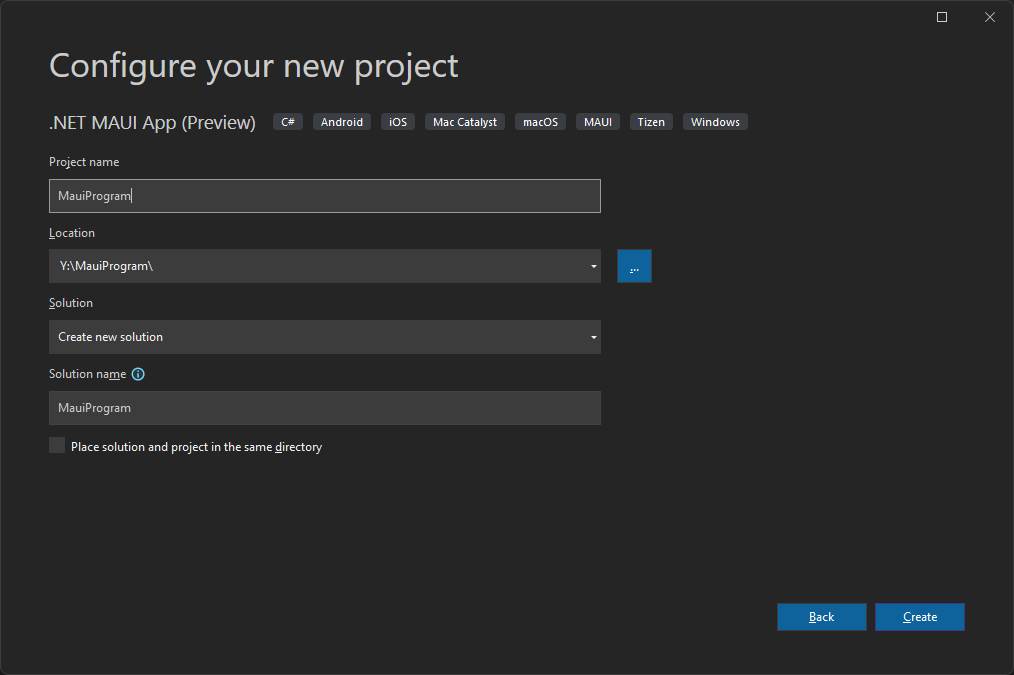 Configure your new project
.NET MAUI App (Preview) C# Android iOS Mac Catalyst macOS MAUI Tizen Windows
Project name
MauiProgram
Location
Y:\MauiProgram\
...
Solution
Create new solution
Solution name
MauiProgram
Place solution and project in the same directory
Back Create